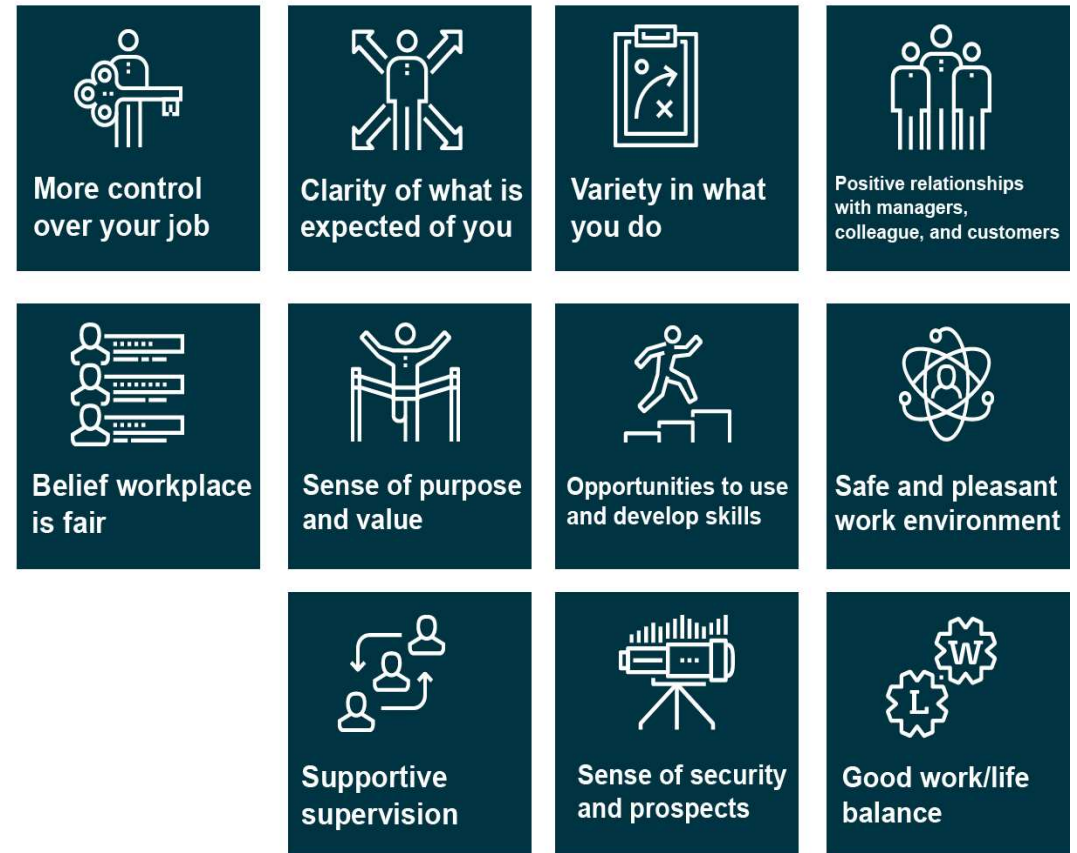 More control
over your job
Clarity of what is
expected of you
Variety in what
you do
Positive relationships
with managers,
colleague, and customers
Belief workplace
is fair
Sense of purpose
and value
Opportunities to use
and develop skills
Safe and pleasant
work environment
Supportive
supervision
Sense of security
and prospects
W
L
Good work/life
balance